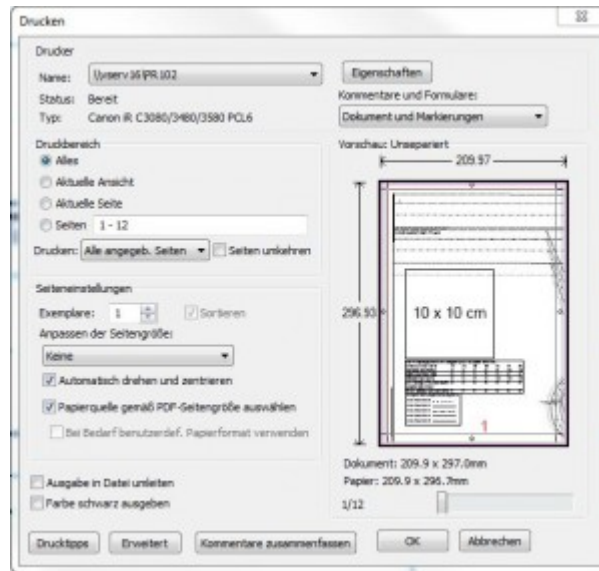 Drucken
Drucker
Name: \\vserv16\PR102
Eigenschaften
Status: Bereit
Kommentare und Formulare:
Typ: Canon iR C3080/3480/3580 PCL6
Dokument und Markierungen
Druckbereich
Vorschau: Unsepariert
Alles
209.97
Aktuelle Ansicht
Aktuelle Seite
Seiten 1 - 12
Drucken: Alle angegeb. Seiten
Seiten umkehren
Seiteneinstellungen
Exemplare: 1
Sortieren
296.93
10 x 10 cm
Anpassen der Seitengröße:
Keine
Automatisch drehen und zentrieren
Papierquelle gemäß PDF-Seitengröße auswählen
Bei Bedarf benutzerdef. Papierformat verwenden
1
Dokument: 209.9 x 297.0mm
Papier: 209.9 x 296.7mm
Ausgabe in Datei umleiten
Farbe schwarz ausgeben
1/12
Drucktipps
Erweitert
Kommentare zusammenfassen
OK
Abbrechen